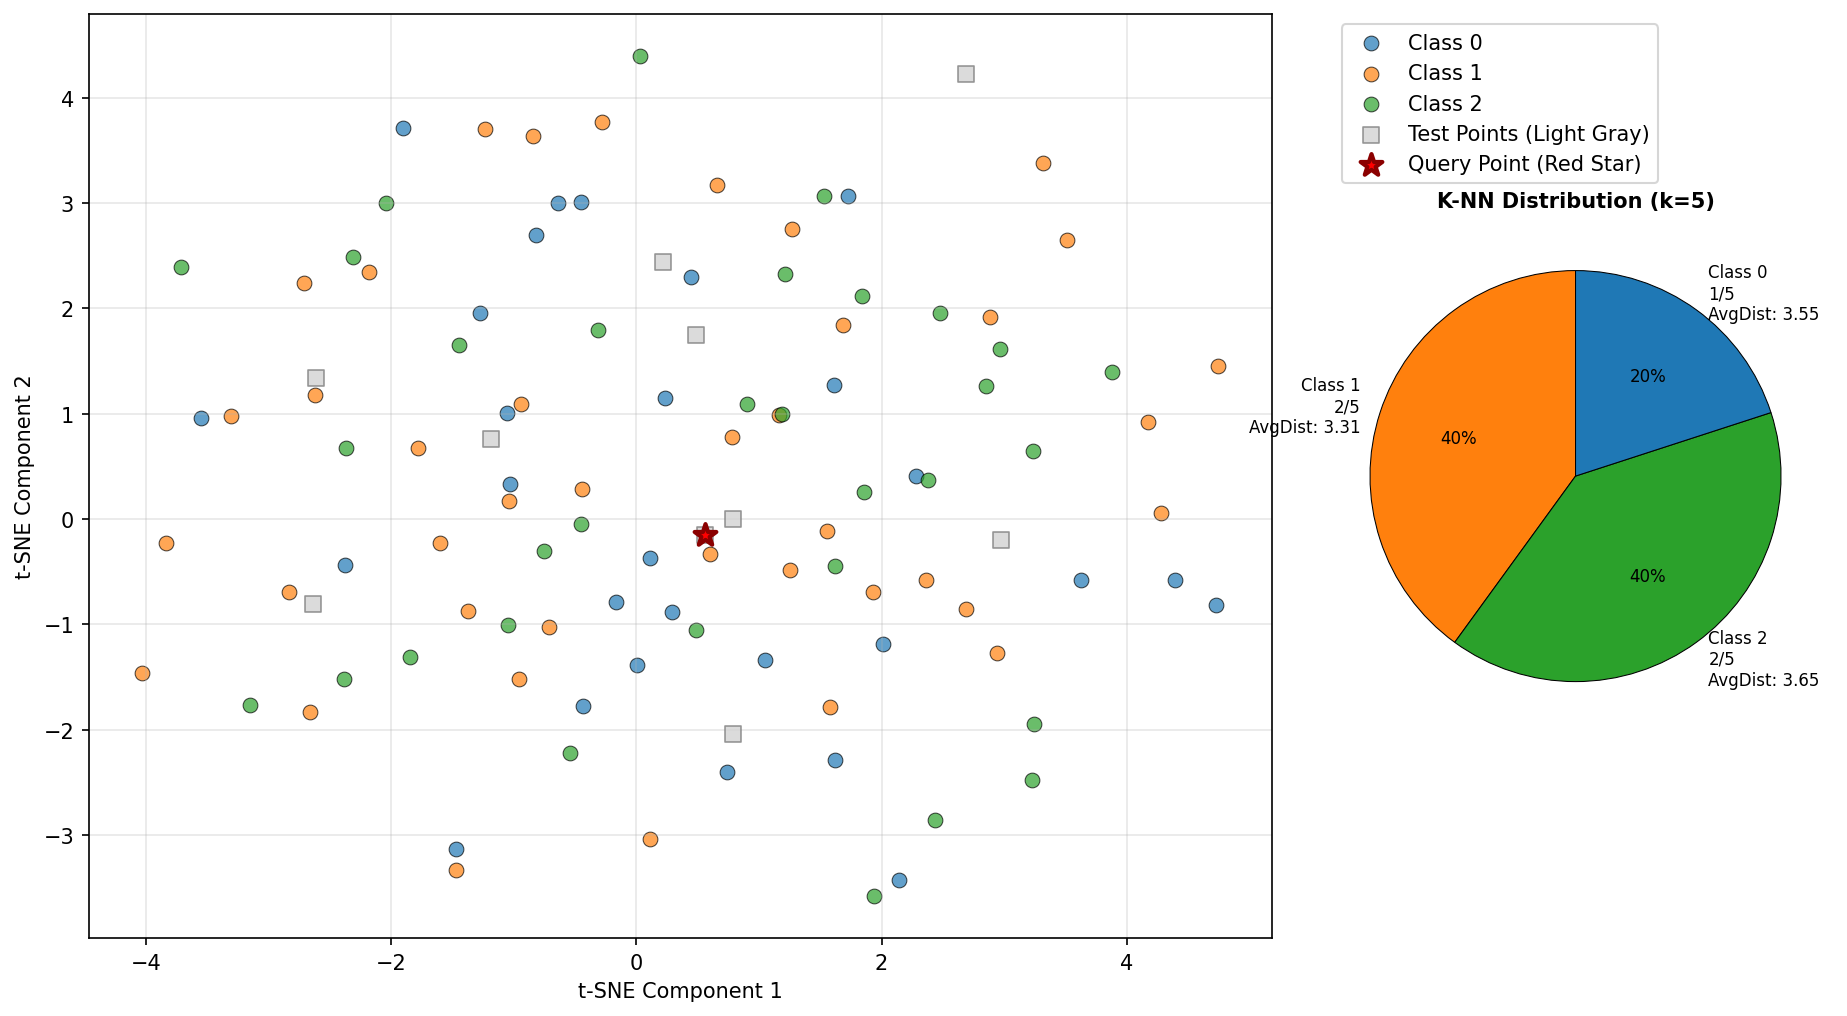 Class 0
Class 1
Class 2
Test Points (Light Gray)
Query Point (Red Star)
K-NN Distribution (k=5)
Class 0
1/5
AvgDist: 3.55
20%
Class 1
2/5
AvgDist: 3.31
40%
40%
Class 2
2/5
AvgDist: 3.65
4
3
2
1
0
−1
−2
−3
t-SNE Component 2
−4
−2
0
2
4
t-SNE Component 1